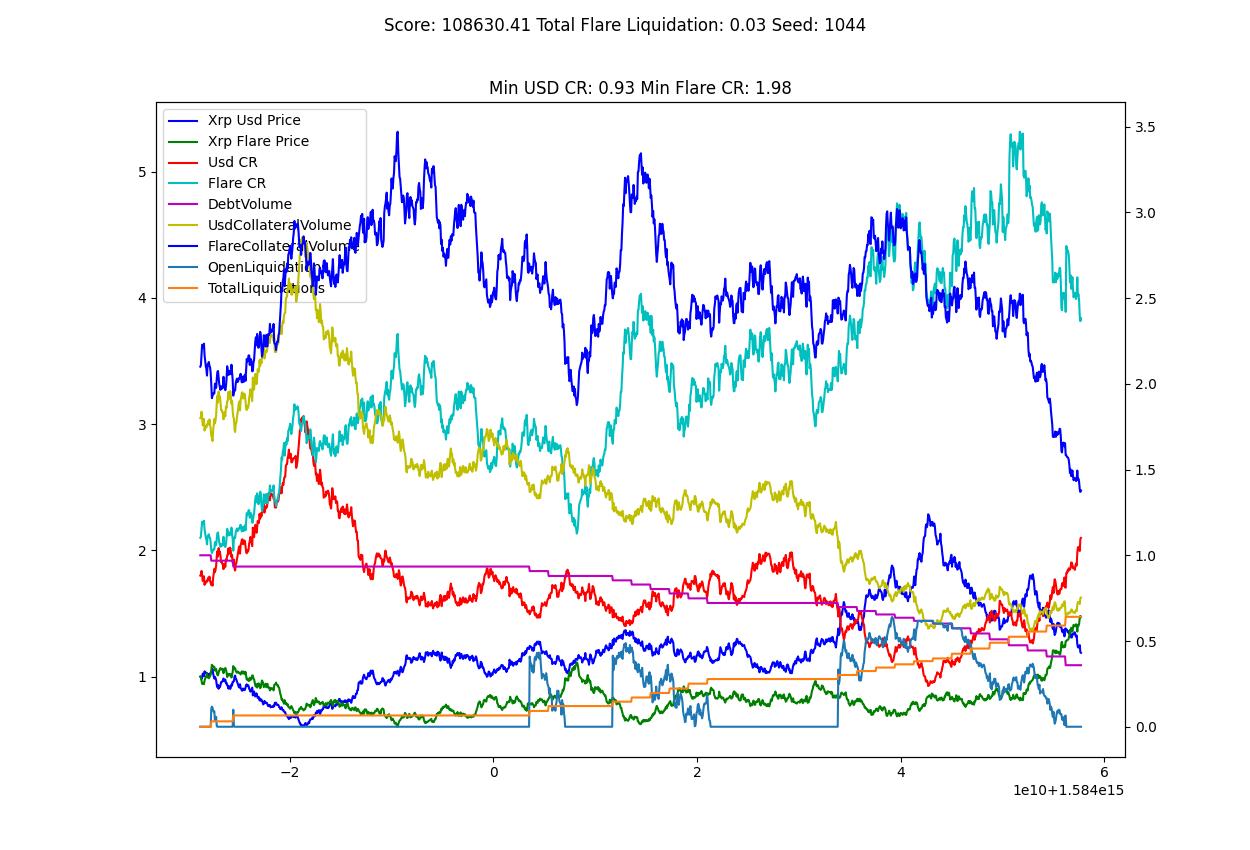 Score: 108630.41 Total Flare Liquidation: 0.03 Seed: 1044
Min USD CR: 0.93 Min Flare CR: 1.98
Xrp Usd Price
Xrp Flare Price
Usd CR
Flare CR
DebtVolume
UsdCollateralVolume
FlareCollateralVolume
OpenLiquidations
TotalLiquidations
5
4
3
2
1
3.5
3.0
2.5
2.0
1.5
1.0
0.5
0.0
−2 0 2 4 6
1e10+1.584e15